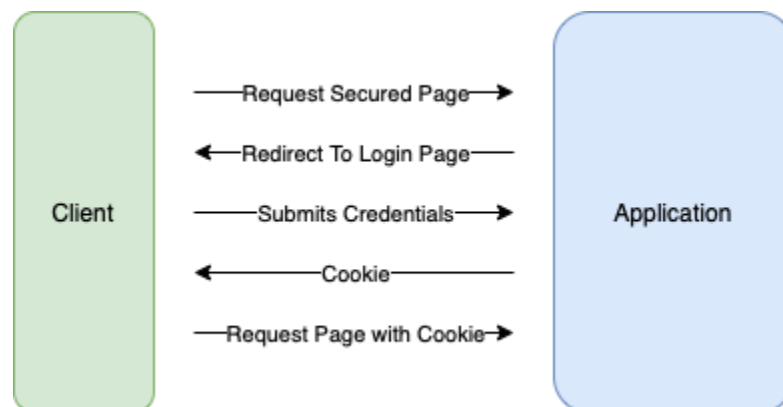 Request Secured Page
Redirect To Login Page
Client
Submits Credentials
Application
Cookie
Request Page with Cookie